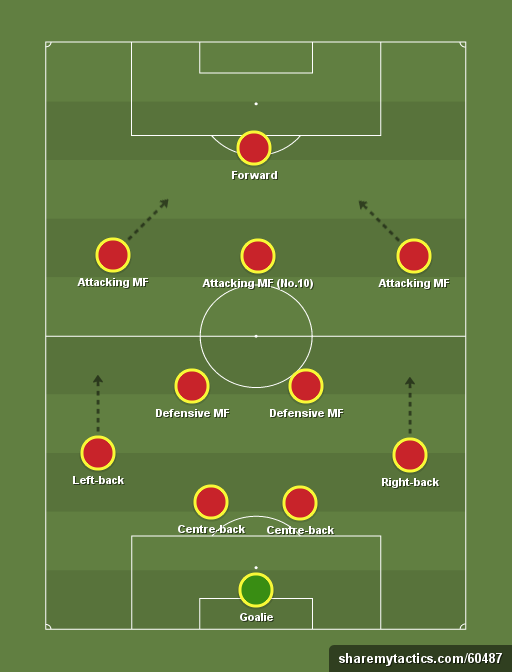 Forward
Attacking MF
Attacking MF (No.10)
Attacking MF
Defensive MF
Defensive MF
Left-back
Right-back
Centre-back
Centre-back
Goalie
sharemytactics.com/60487